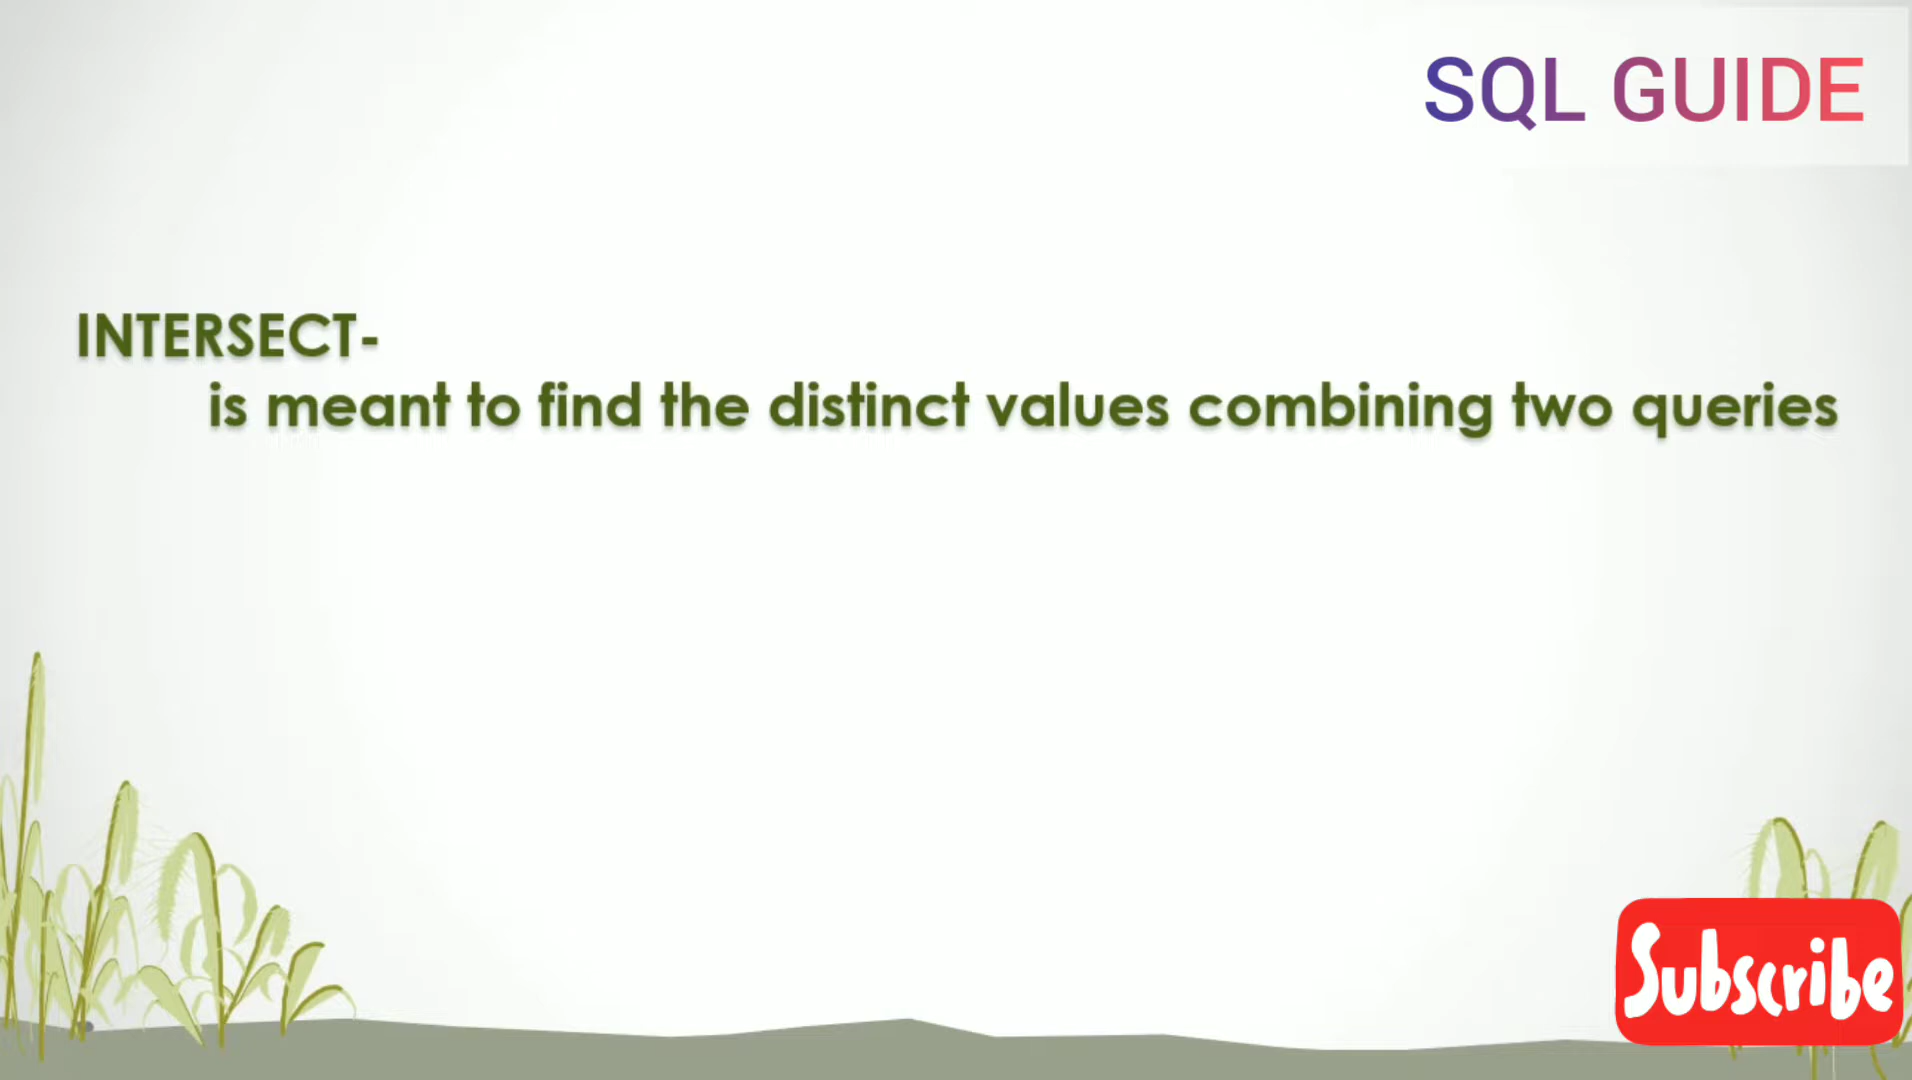 SQL GUIDE
INTERSECT-
is meant to find the distinct values combining two queries
Subscribe